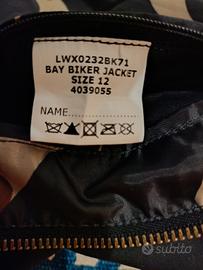 LWX0232BK71
BAY BIKER JACKET
SIZE 12
4039055
NAME
subito